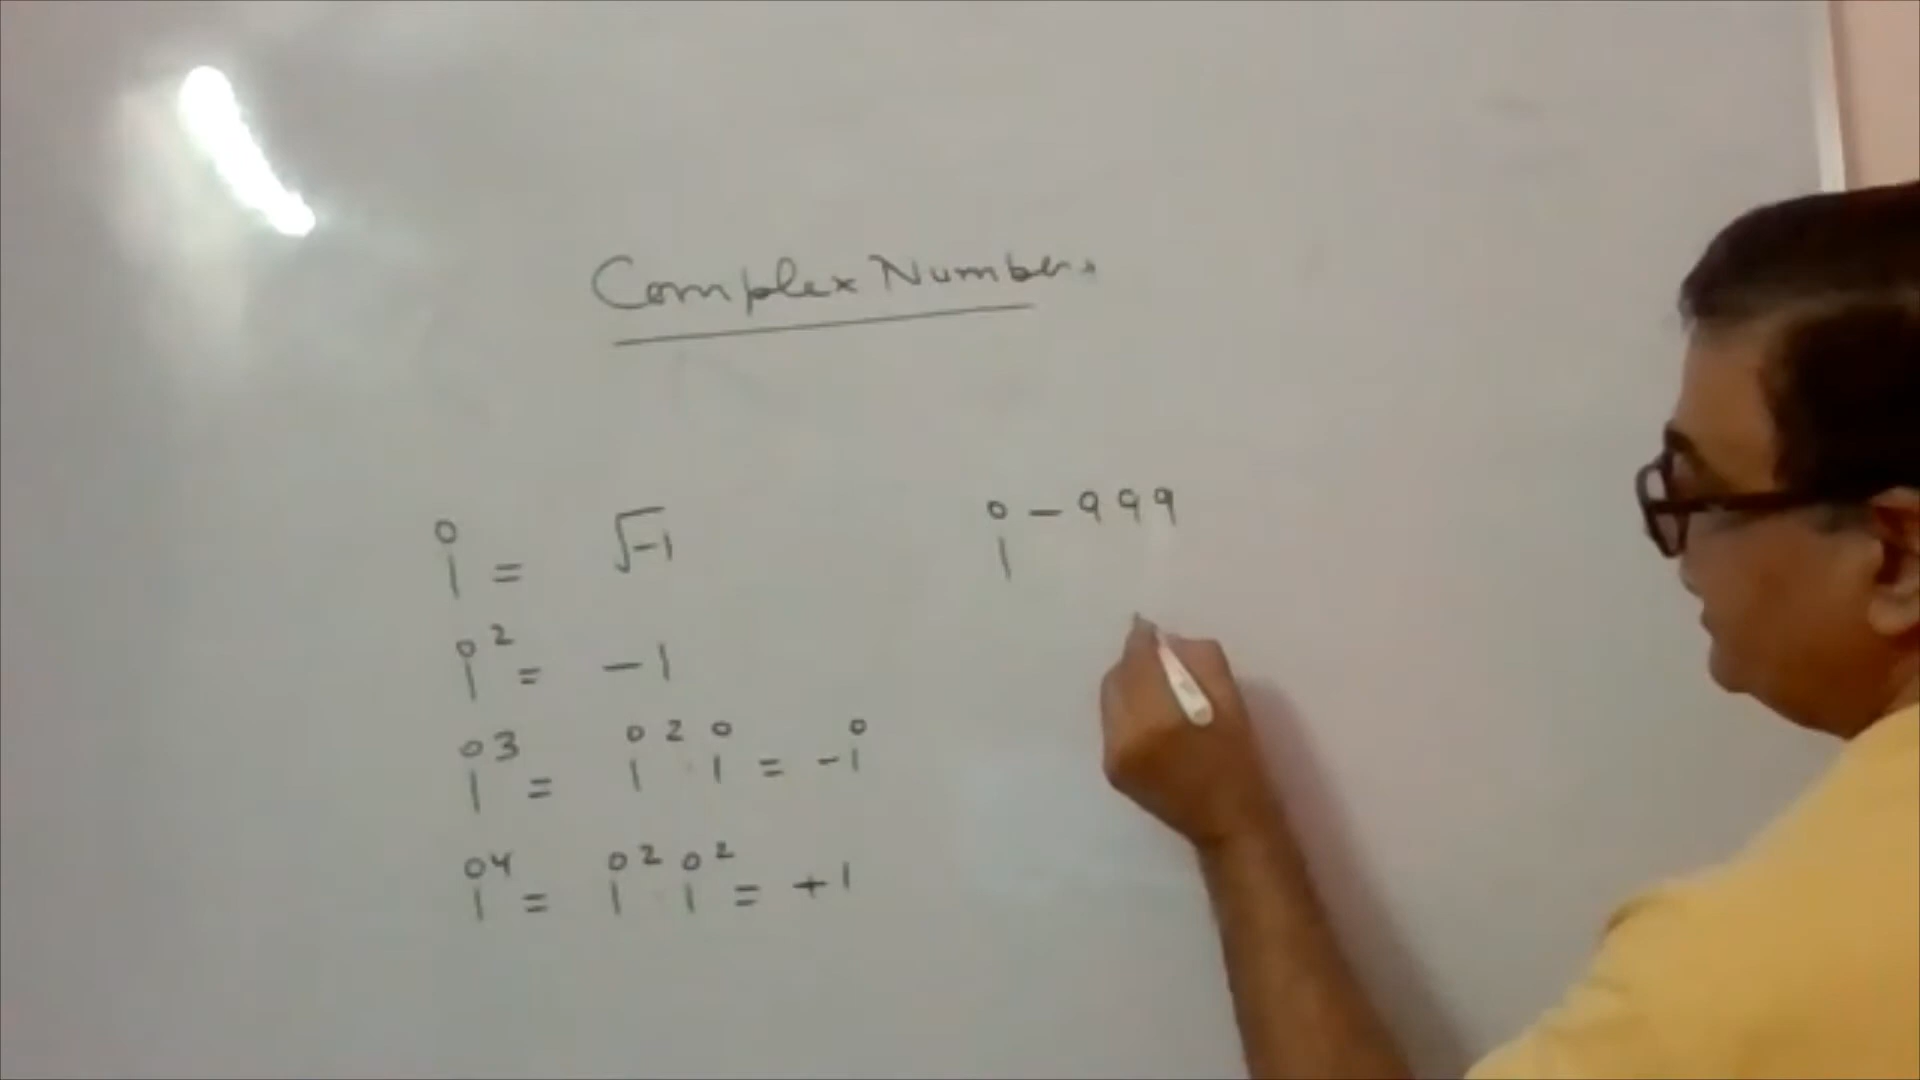 Complex Numbers
i = √-1
i² = -1
i³ = i² i = -i
i⁴ = i² i² = +1
i⁻⁹⁹⁹